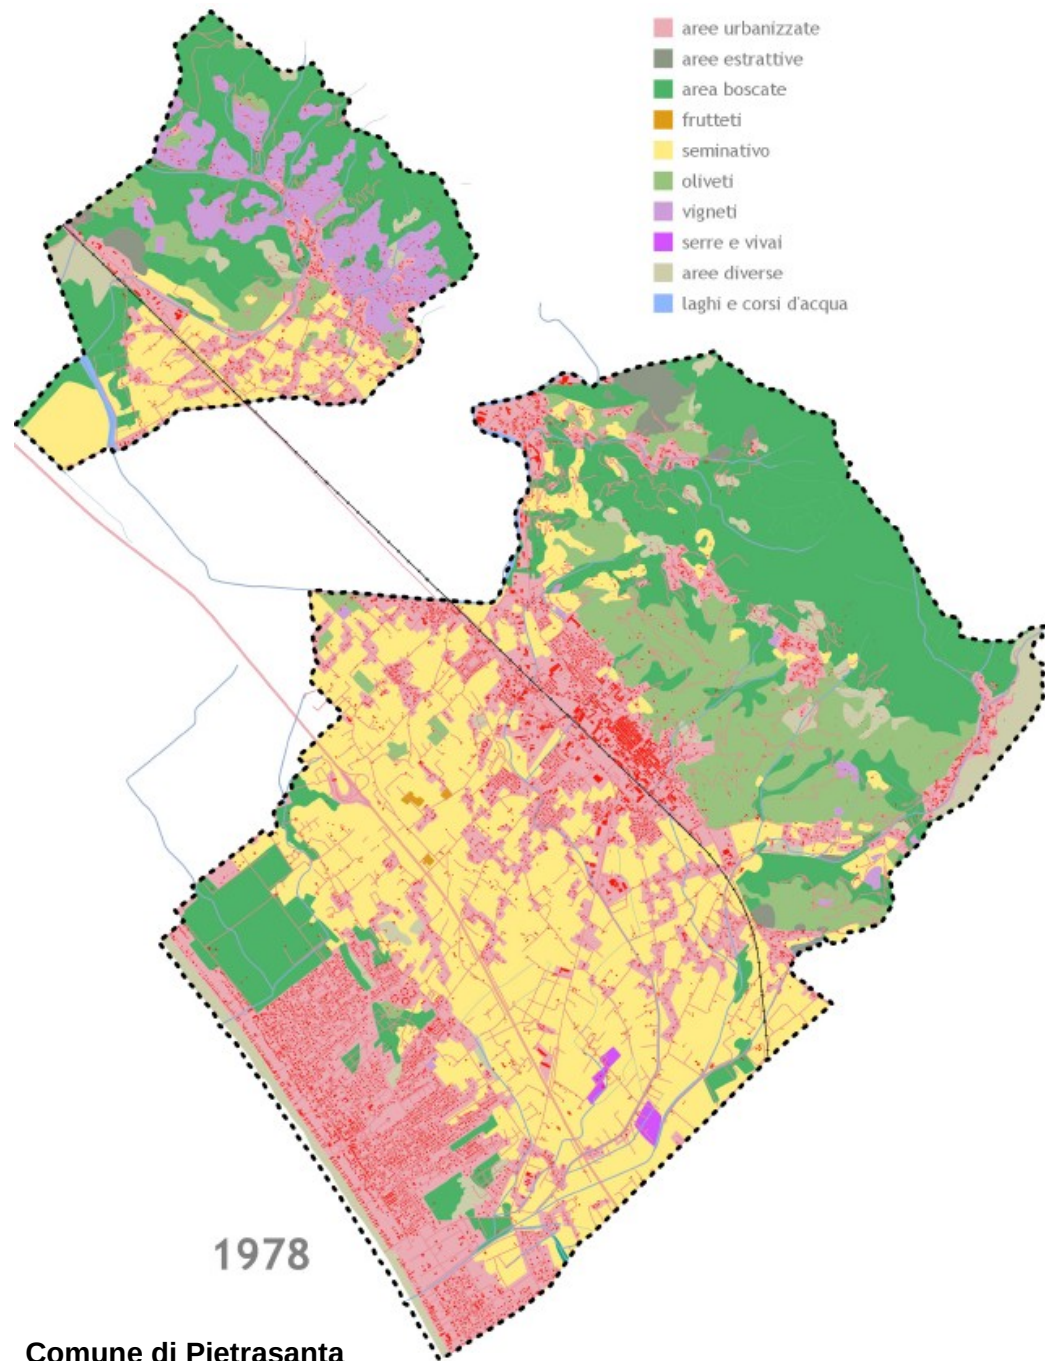 aree urbanizzate
aree estrattive
area boscate
frutteti
seminativo
oliveti
vigneti
serre e vivai
aree diverse
laghi e corsi d'acqua
1978
Comune di Pietrasanta